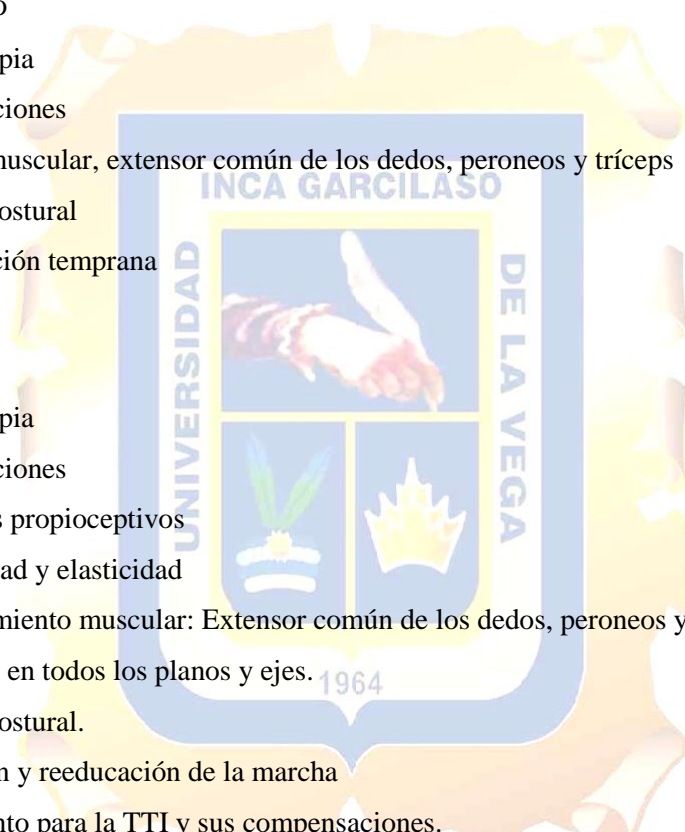 o
pia
ciones
nuscular, extensor común de los dedos, peroneos y tríceps
INCA GARCILASO
ostural
ción temprana
UNIVERSIDAD
DE LA VEGA
pia
ciones
s propioceptivos
ad y elasticidad
miento muscular: Extensor común de los dedos, peroneos y
en todos los planos y ejes.
1964
ostural.
n y reeducación de la marcha
nto para la TTI y sus compensaciones.